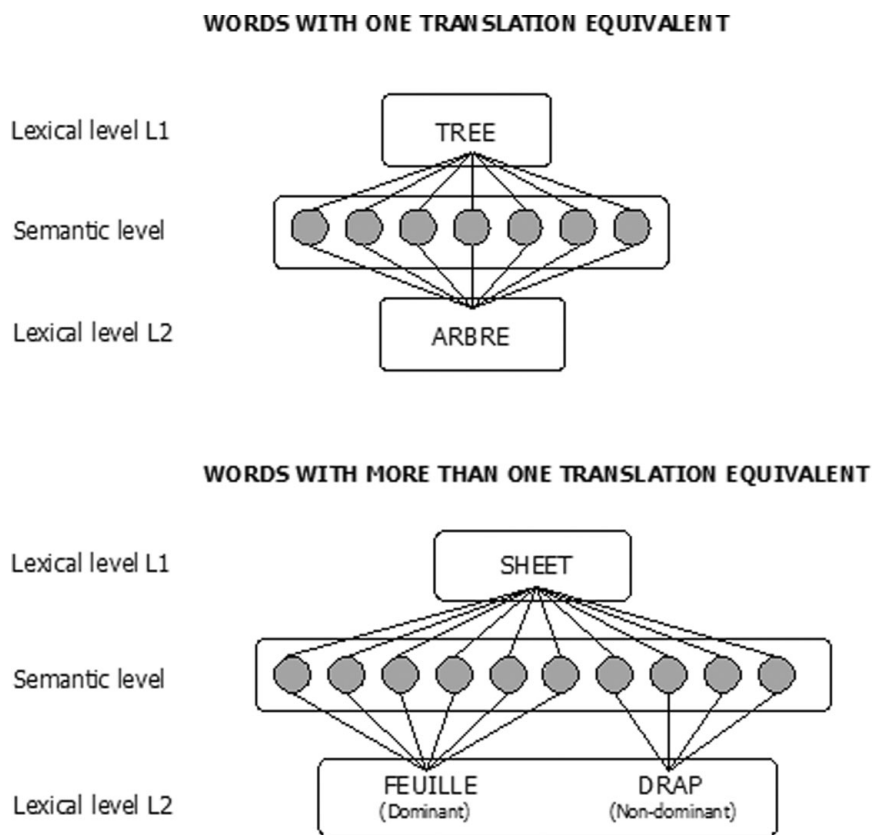 WORDS WITH ONE TRANSLATION EQUIVALENT
Lexical level L1
TREE
Semantic level
Lexical level L2
ARBRE
WORDS WITH MORE THAN ONE TRANSLATION EQUIVALENT
Lexical level L1
SHEET
Semantic level
Lexical level L2
FEUILLE
(Dominant)
DRAP
(Non-dominant)